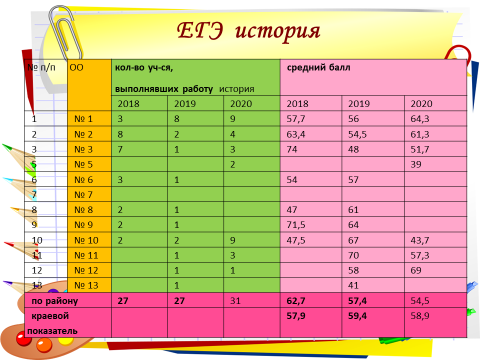 ЕГЭ история
№ п/п ОО кол-во уч-ся, средний балл
выполнявших работу история
2018 2019 2020 2018 2019 2020
1 № 1 3 8 9 57,7 56 64,3
2 № 2 8 2 4 63,4 54,5 61,3
3 № 3 7 1 3 74 48 51,7
5 № 5 2 39
6 № 6 3 1 54 57
7 № 7
8 № 8 2 1 47 61
9 № 9 2 1 71,5 64
10 № 10 2 2 9 47,5 67 43,7
11 № 11 1 3 70 57,3
12 № 12 1 1 58 69
13 № 13 1 41
по району 27 27 31 62,7 57,4 54,5
краевой 57,9 59,4 58,9
показатель